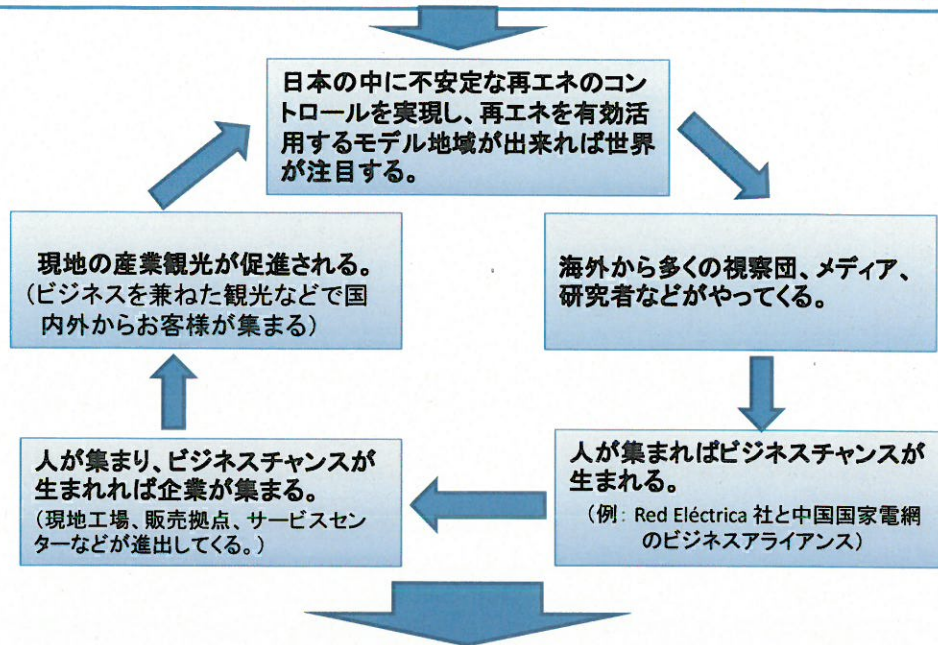 日本の中に不安定な再エネのコン
トロールを実現し、再エネを有効活
用するモデル地域が出来れば世界
が注目する。
海外から多くの視察団、メディア、
研究者などがやってくる。
人が集まればビジネスチャンスが
生まれる。
（例： Red Eléctrica 社と中国国家電網
のビジネスアライアンス）
人が集まり、ビジネスチャンスが
生まれれば企業が集まる。
（現地工場、販売拠点、サービスセン
ターなどが進出してくる。）
現地の産業観光が促進される。
（ビジネスを兼ねた観光などで国
内外からお客様が集まる）